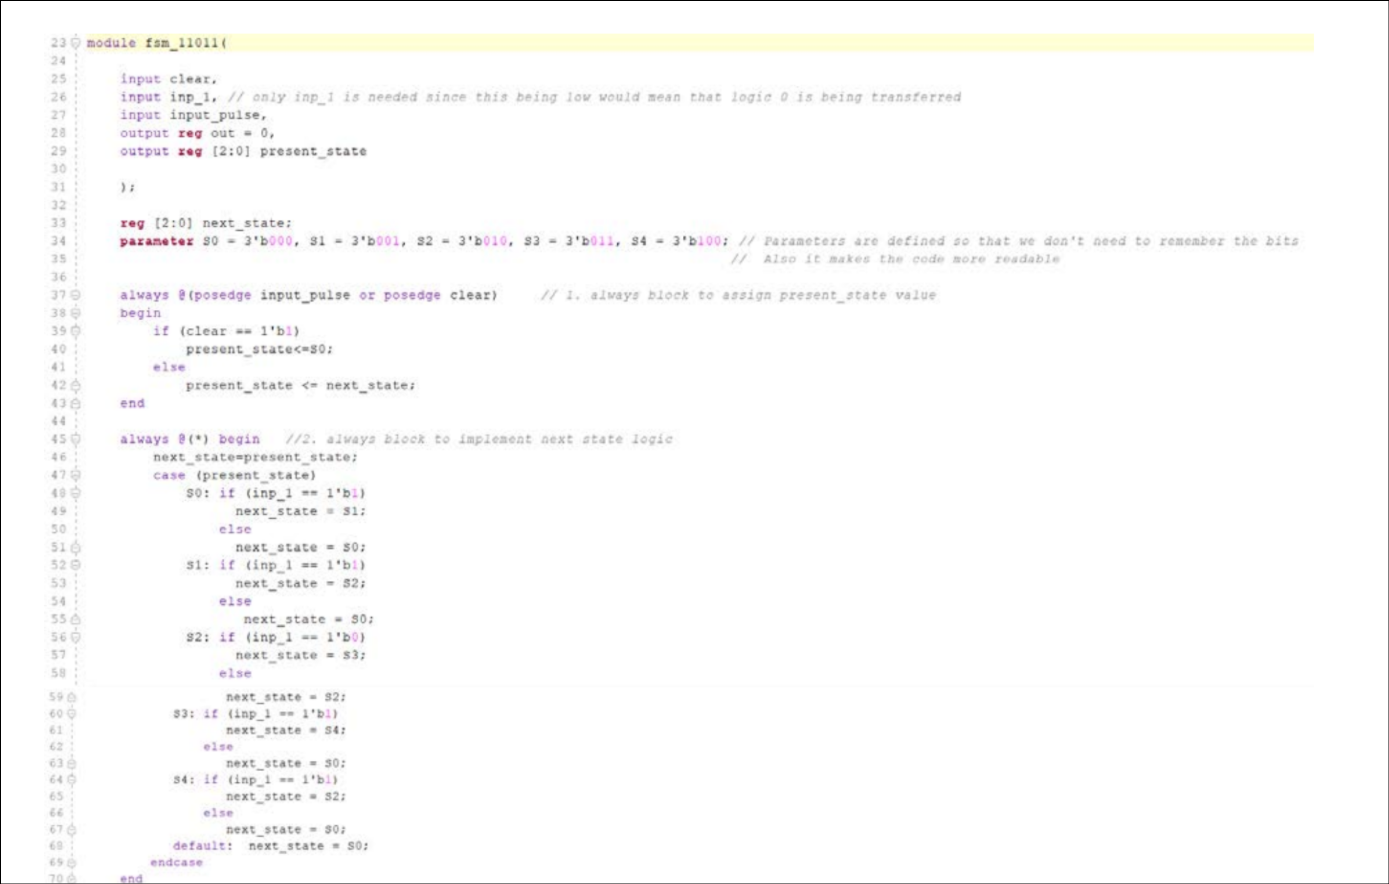 23 module fsm_11011(
24
25 input clear,
26 input inp_1, // only inp_1 is needed since this being low would mean that logic 0 is being transferred
27 input input_pulse,
28 output reg out = 0,
29 output reg [2:0] present_state
30
31 );
32
33 reg [2:0] next_state;
34 parameter S0 = 3'b000, S1 = 3'b001, S2 = 3'b010, S3 = 3'b011, S4 = 3'b100; // Parameters are defined so that we don't need to remember the bits
35 // Also it makes the code more readable
36
37 always @(posedge input_pulse or posedge clear) // 1. always block to assign present_state value
38 begin
39 if (clear == 1'b1)
40 present_state<=S0;
41 else
42 present_state <= next_state;
43 end
44
45 always @(*) begin //2. always block to implement next state logic
46 next_state=present_state;
47 case (present_state)
48 S0: if (inp_1 == 1'b1)
49 next_state = S1;
50 else
51 next_state = S0;
52 S1: if (inp_1 == 1'b1)
53 next_state = S2;
54 else
55 next_state = S0;
56 S2: if (inp_1 == 1'b0)
57 next_state = S3;
58 else
59 next_state = S2;
60 S3: if (inp_1 == 1'b1)
61 next_state = S4;
62 else
63 next_state = S0;
64 S4: if (inp_1 == 1'b1)
65 next_state = S2;
66 else
67 next_state = S0;
68 default: next_state = S0;
69 endcase
70 end